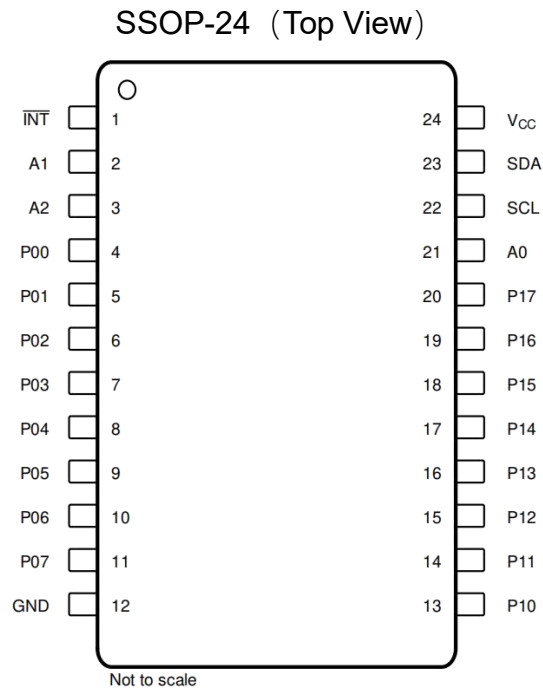 SSOP-24（Top View）
INT 1 24 VCC
A1 2 23 SDA
A2 3 22 SCL
P00 4 21 A0
P01 5 20 P17
P02 6 19 P16
P03 7 18 P15
P04 8 17 P14
P05 9 16 P13
P06 10 15 P12
P07 11 14 P11
GND 12 13 P10
Not to scale